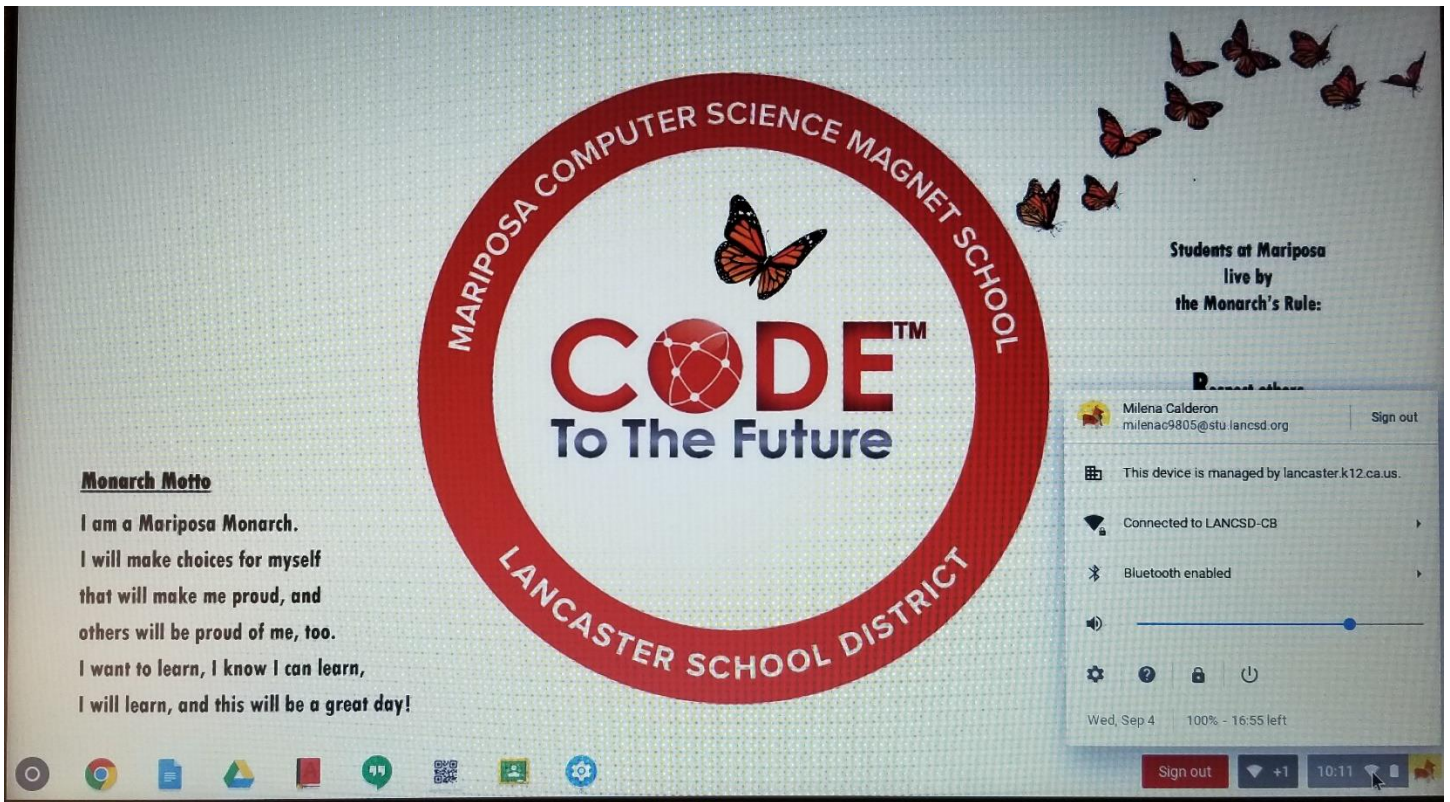 MARIPOSA COMPUTER SCIENCE MAGNET SCHOOL
CODE™
To The Future
LANCASTER SCHOOL DISTRICT
Students at Mariposa
live by
the Monarch's Rule:
Respect others
Monarch Motto
I am a Mariposa Monarch.
I will make choices for myself
that will make me proud, and
others will be proud of me, too.
I want to learn, I know I can learn,
I will learn, and this will be a great day!
Milena Calderon
milenac9805@stu.lancsd.org
Sign out
This device is managed by lancaster.k12.ca.us.
Connected to LANCSD-CB
Bluetooth enabled
Wed, Sep 4
100% - 16:55 left
Sign out
+1
10:11